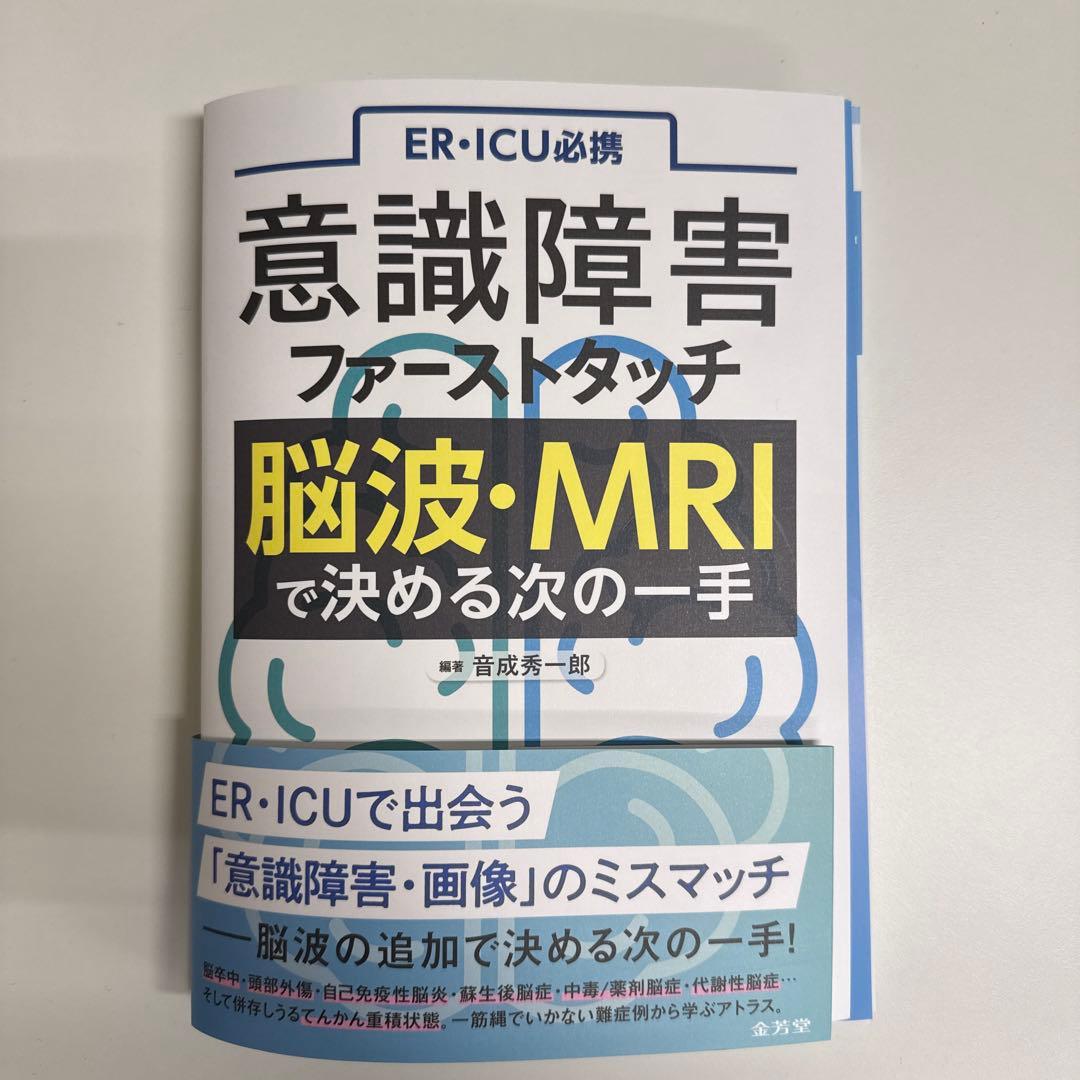 ER・ICU必携
意識障害
ファーストタッチ
脳波・MRI
で決める次の一手
編著 音成秀一郎
ER・ICUで出会う
「意識障害・画像」のミスマッチ
──脳波の追加で決める次の一手!
脳卒中・頭部外傷・自己免疫性脳炎・蘇生後脳症・中毒/薬剤脳症・代謝性脳症…
そして併存しうるてんかん重積状態。一筋縄でいかない難症例から学ぶアトラス。
金芳堂